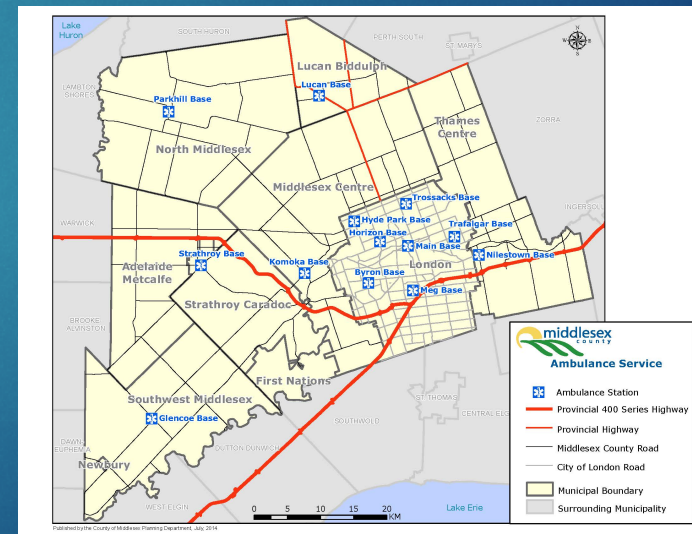 Lake
Huron
SOUTH HURON
PERTH SOUTH
ST MARYS
LAMBTON
SHORES
Lucan Biddulph
Lucan Base
Parkhill Base
Thames
Centre
ZORRA
North Middlesex
Middlesex Centre
Trossacks Base
INGERSOLL
WARWICK
Hyde Park Base
Trafalgar Base
Horizon Base
Main Base
Strathroy Base
Nilestown Base
Komoka Base
London
Adelaide
Metcalfe
Byron Base
Meg Base
Strathroy Caradoc
BROOKE
ALVINSTON
First Nations
Southwest Middlesex
ST THOMAS
Glencoe Base
SOUTHWOLD
CENTRAL ELG
DAWN
EUPHEMIA
DUTTON DUNWICH
Newbury
WEST ELGIN
Lake Erie
0 5 10 15 20
KM
N
W E
S
middlesex
county
Ambulance Service
Ambulance Station
Provincial 400 Series Highway
Provincial Highway
Middlesex County Road
City of London Road
Municipal Boundary
Surrounding Municipality
Published by the County of Middlesex Planning Department, July, 2014